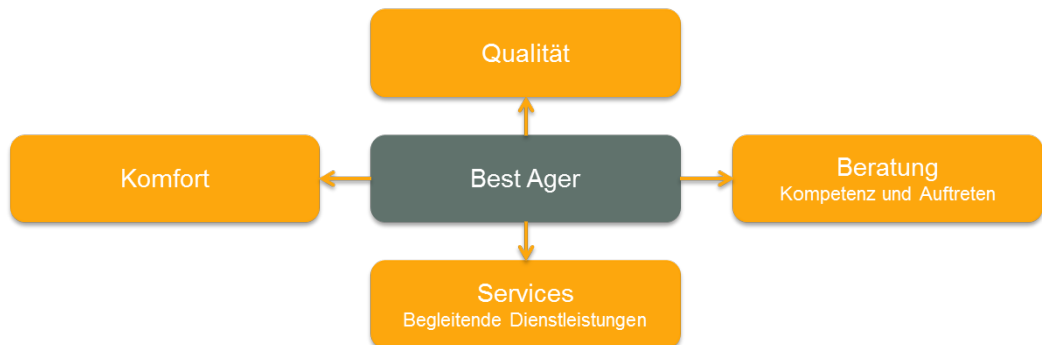 Qualität
Komfort
Best Ager
Beratung
Kompetenz und Auftreten
Services
Begleitende Dienstleistungen